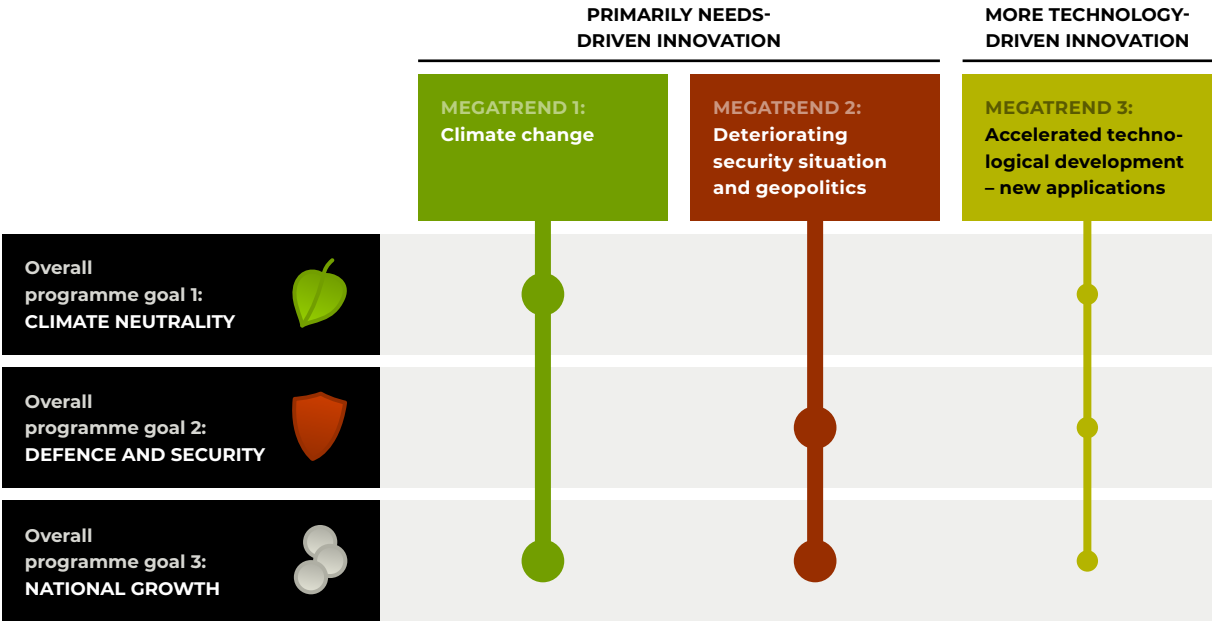 PRIMARILY NEEDS-
DRIVEN INNOVATION
MORE TECHNOLOGY-
DRIVEN INNOVATION
MEGATREND 1:
Climate change
MEGATREND 2:
Deteriorating
security situation
and geopolitics
MEGATREND 3:
Accelerated techno-
logical development
– new applications
Overall
programme goal 1:
CLIMATE NEUTRALITY
Overall
programme goal 2:
DEFENCE AND SECURITY
Overall
programme goal 3:
NATIONAL GROWTH